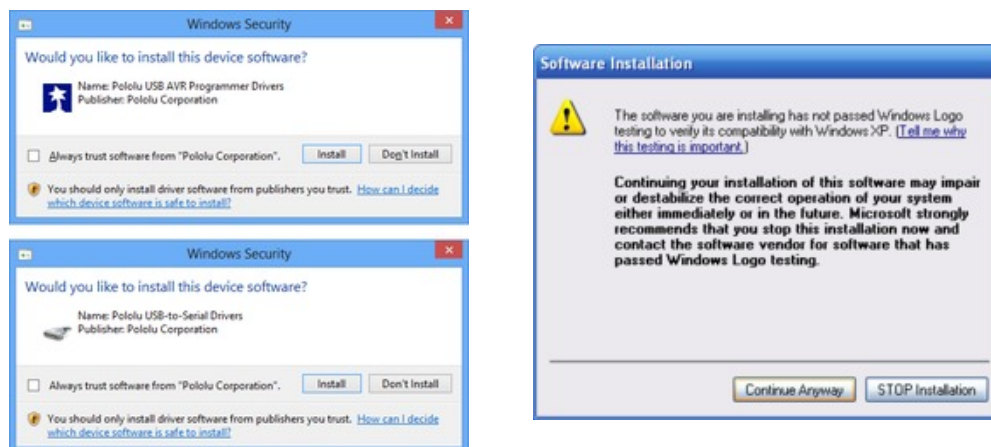 Windows Security
Would you like to install this device software?
Name: Pololu USB AVR Programmer Drivers
Publisher: Pololu Corporation
Always trust software from "Pololu Corporation".
Install
Don't Install
You should only install driver software from publishers you trust. How can I decide
which device software is safe to install?
Windows Security
Would you like to install this device software?
Name: Pololu USB-to-Serial Drivers
Publisher: Pololu Corporation
Always trust software from "Pololu Corporation".
Install
Don't Install
You should only install driver software from publishers you trust. How can I decide
which device software is safe to install?
Software Installation
The software you are installing has not passed Windows Logo
testing to verify its compatibility with Windows XP. (Tell me why
this testing is important.)
Continuing your installation of this software may impair
or destabilize the correct operation of your system
either immediately or in the future. Microsoft strongly
recommends that you stop this installation now and
contact the software vendor for software that has
passed Windows Logo testing.
Continue Anyway
STOP Installation